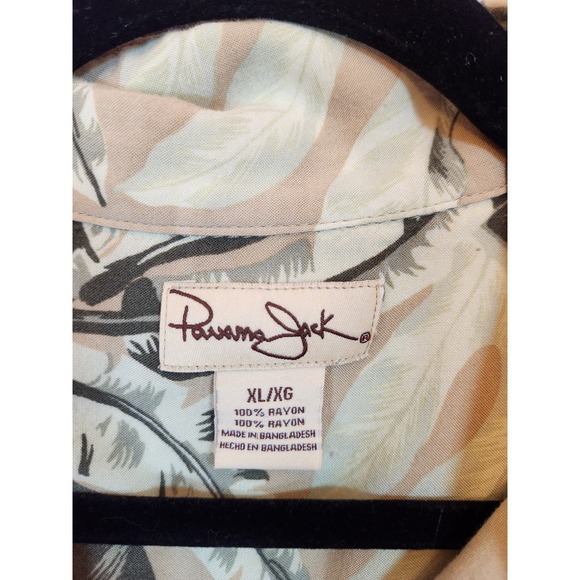 Panama Jack®
XL/XG
100% RAYON
100% RAYON
MADE IN BANGLADESH
HECHO EN BANGLADESH